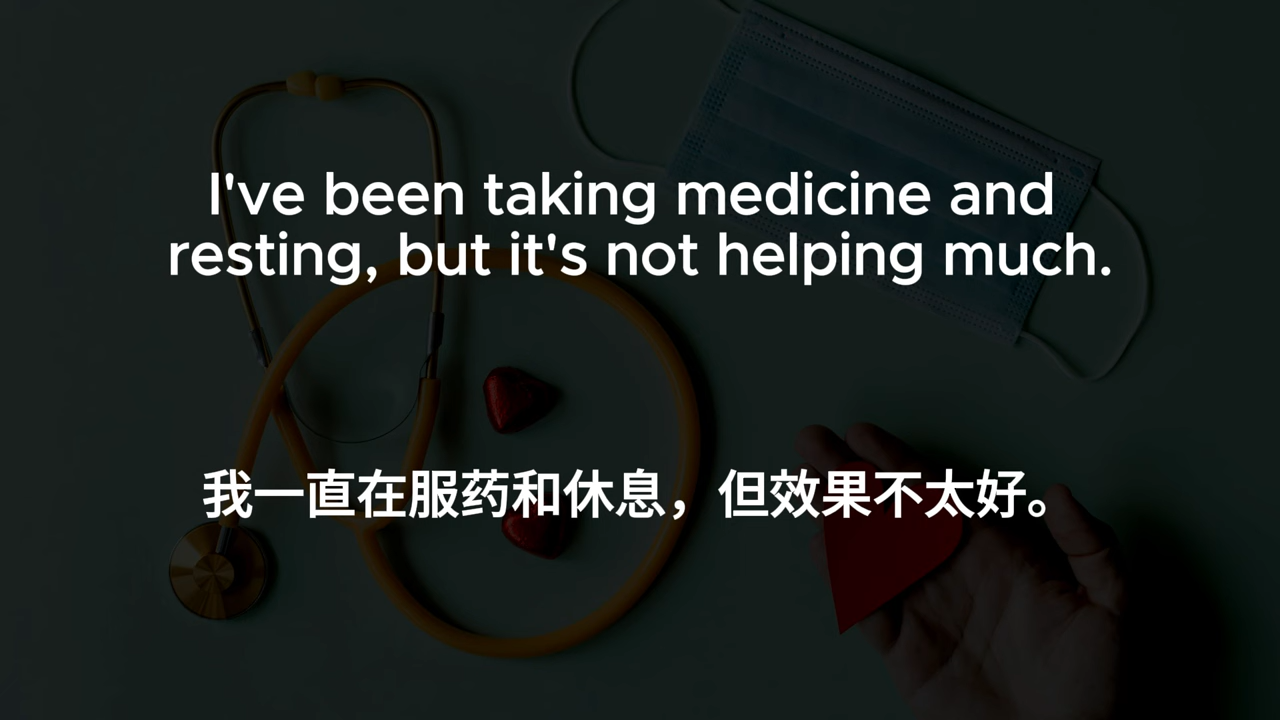 I've been taking medicine and
resting, but it's not helping much.
我一直在服药和休息，但效果不太好。